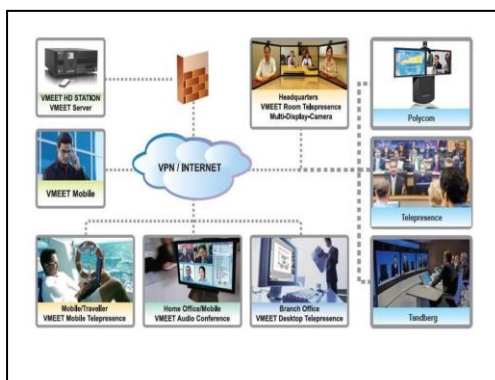 VMEET HD STATION
VMEET Server
Headquarters
VMEET Room Telepresence
Multi-Display-Camera
Polycom
VMEET Mobile
VPN / INTERNET
Telepresence
Mobile/Traveller
VMEET Mobile Telepresence
Home Office/Mobile
VMEET Audio Conference
Branch Office
VMEET Desktop Telepresence
Tandberg